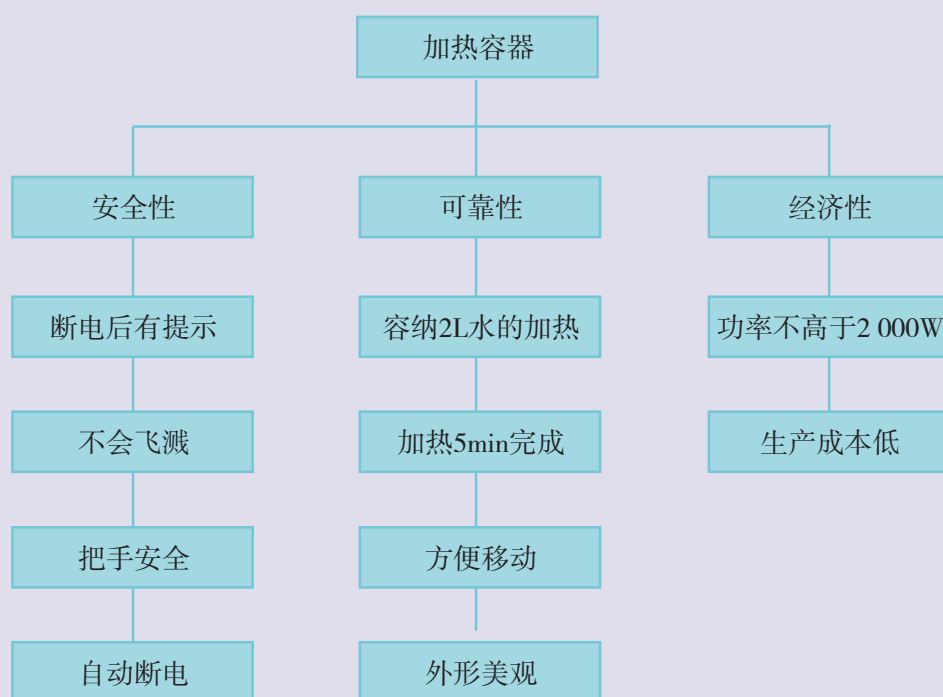 加热容器
安全性
可靠性
经济性
断电后有提示
容纳2L水的加热
功率不高于2 000W
不会飞溅
加热5min完成
生产成本低
把手安全
方便移动
自动断电
外形美观